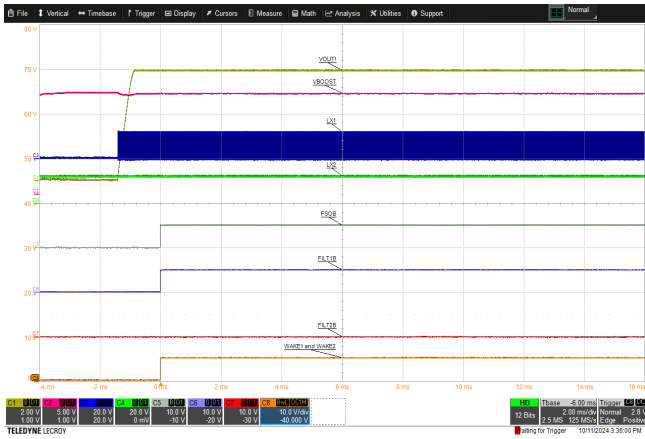 File Vertical Timebase Trigger Display Cursors Measure Math Analysis Utilities Support Normal
80 V
VOUT1
70 V
VBOOST
60 V
LX1
C3
50 V
LX2
C1
C2
C4
40 V
FSOB
30 V
FILT1B
20 V
FILT2B
10 V
WAKE1 and WAKE2
-4 ms -2 ms 0 ms 2 ms 4 ms 6 ms 8 ms 10 ms 12 ms 14 ms 16 ms
C1 C2 C3 C4 C5 C6 C7 C8 HD Tbase -6.00 ms Trigger C8 DC
2.00 V 5.00 V 20.0 V 20.0 V 10.0 V 10.0 V 10.0 V 10.0 V/div 12 Bits 2.00 ms/div Normal 2.8 V
1.00 V 1.00 V 20.0 V 0 mV -10 V -20 V -30 V -40.000 V 2.5 MS 125 MS/s Edge Positive
TELEDYNE LECROY Waiting for Trigger 10/11/2024 3:36:00 PM